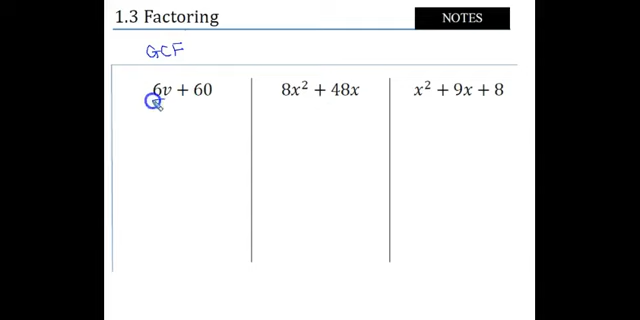 1.3 Factoring NOTES
GCF
6v + 60 8x² + 48x x² + 9x + 8